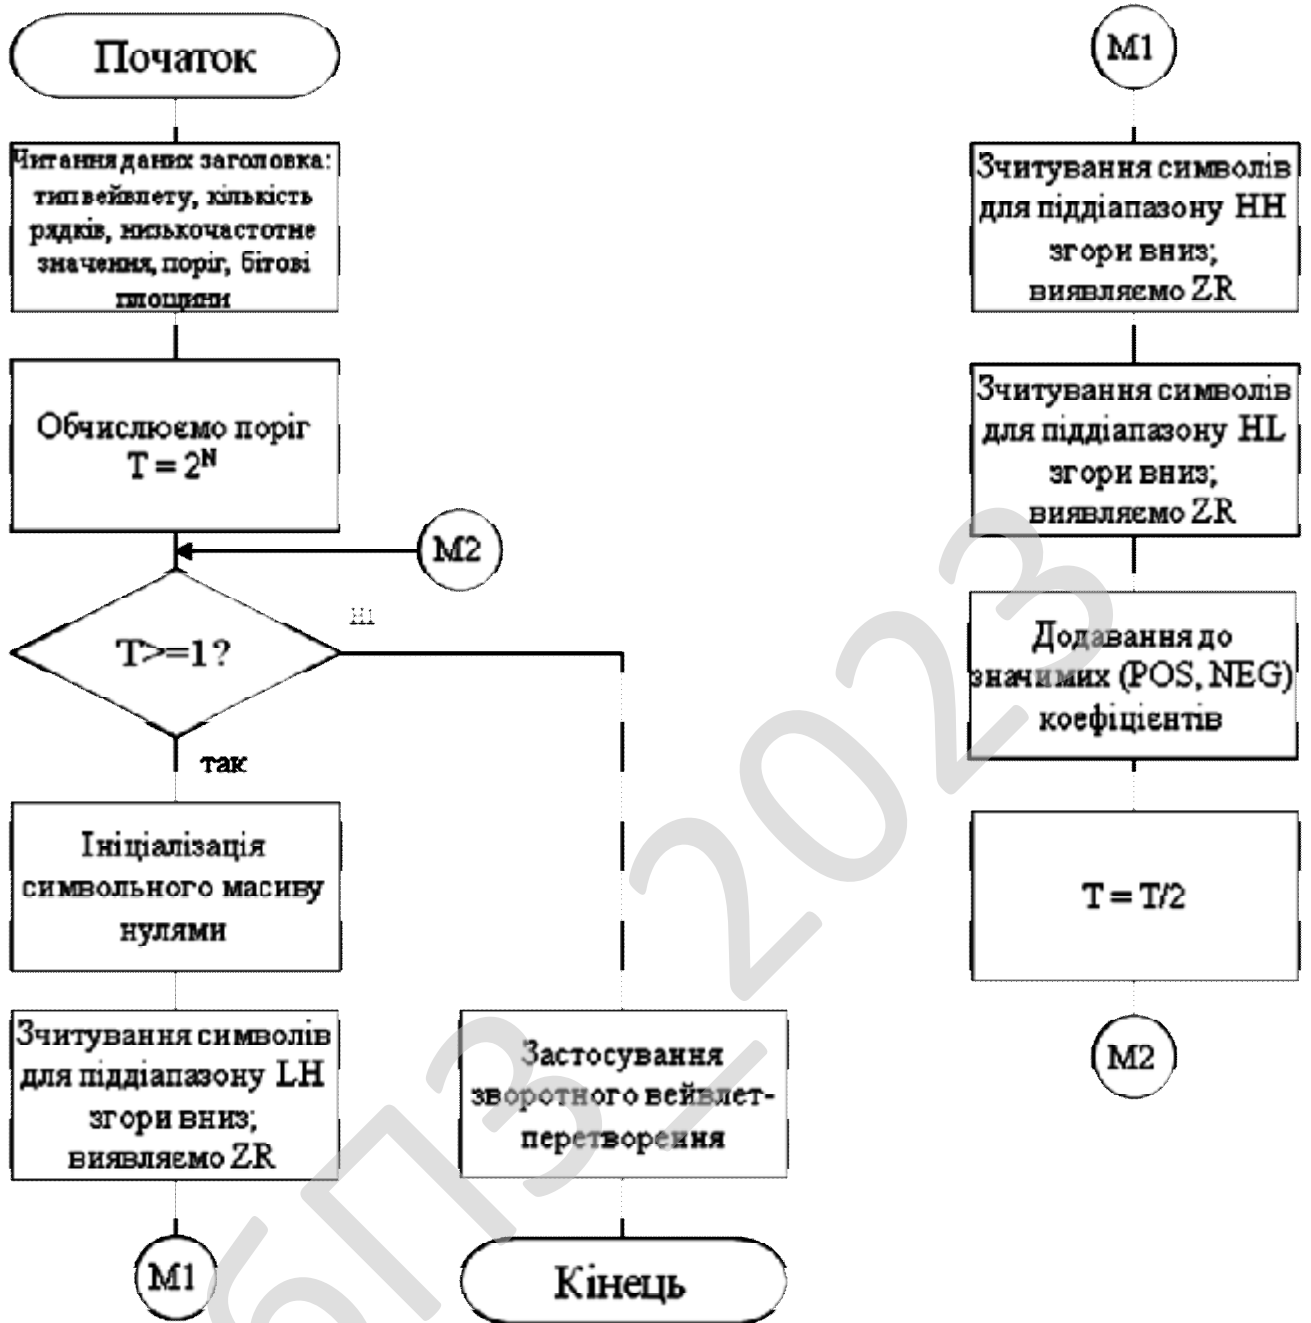 Початок
Читання даних заголовка:
тип вейвлету, кількість
рядків, низькочастотне
значення, поріг, бітові
площини
Обчислюємо поріг
T = 2^N
M2
T>=1?
ні
так
Ініціалізація
символьного масиву
нулями
Зчитування символів
для піддіапазону LH
згори вниз;
виявляємо ZR
M1
Застосування
зворотного вейвлет-
перетворення
Кінець
M1
Зчитування символів
для піддіапазону HH
згори вниз;
виявляємо ZR
Зчитування символів
для піддіапазону HL
згори вниз;
виявляємо ZR
Додавання до
значимих (POS, NEG)
коефіцієнтів
T = T/2
M2
бПЗ_2023